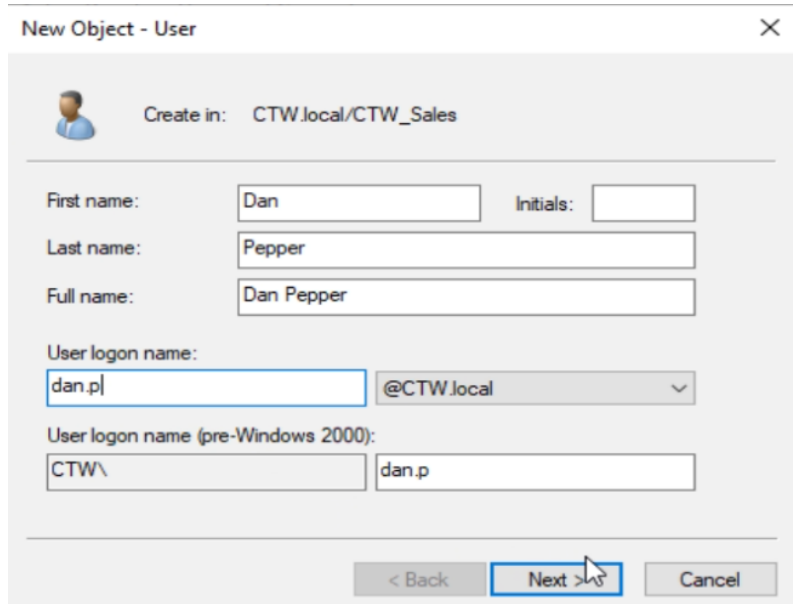 New Object - User
Create in: CTW.local/CTW_Sales
First name: Dan Initials:
Last name: Pepper
Full name: Dan Pepper
User logon name:
dan.p @CTW.local
User logon name (pre-Windows 2000):
CTW\ dan.p
< Back Next > Cancel